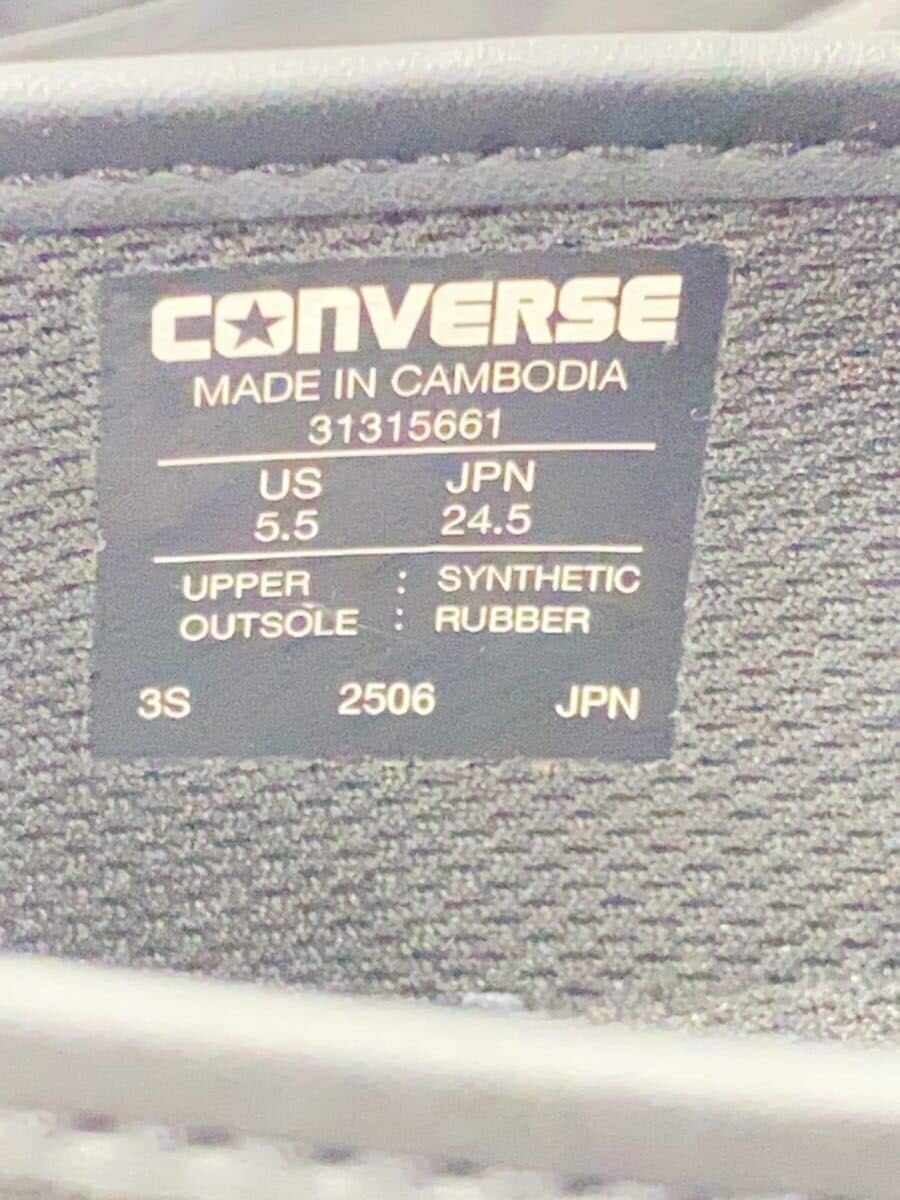 CONVERSE
MADE IN CAMBODIA
31315661
US JPN
5.5 24.5
UPPER : SYNTHETIC
OUTSOLE : RUBBER
3S 2506 JPN